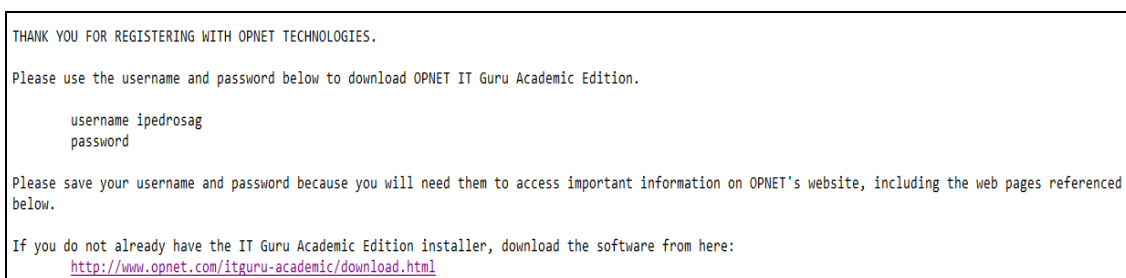 THANK YOU FOR REGISTERING WITH OPNET TECHNOLOGIES.
Please use the username and password below to download OPNET IT Guru Academic Edition.
username ipedrosag
password
Please save your username and password because you will need them to access important information on OPNET's website, including the web pages referenced
below.
If you do not already have the IT Guru Academic Edition installer, download the software from here:
http://www.opnet.com/itguru-academic/download.html